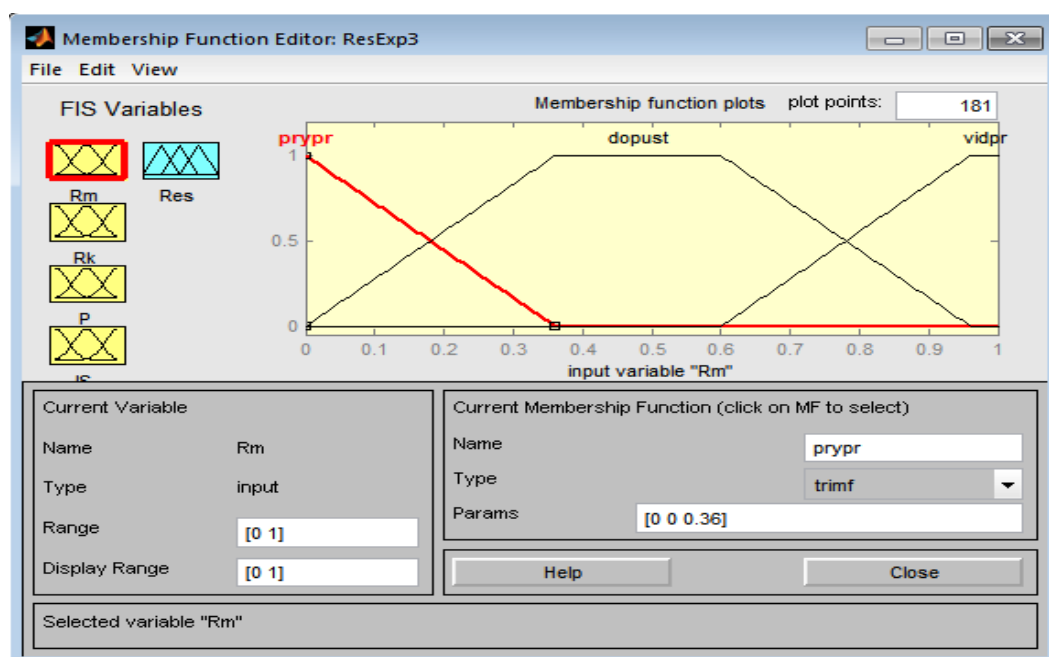 Membership Function Editor: ResExp3
File Edit View
FIS Variables
Membership function plots plot points: 181
prypr dopust vidpr
1
0.5
0
0 0.1 0.2 0.3 0.4 0.5 0.6 0.7 0.8 0.9 1
input variable "Rm"
Rm Res
Rk
P
Current Variable
Name Rm
Type input
Range [0 1]
Display Range [0 1]
Current Membership Function (click on MF to select)
Name prypr
Type trimf
Params [0 0 0.36]
Help Close
Selected variable "Rm"